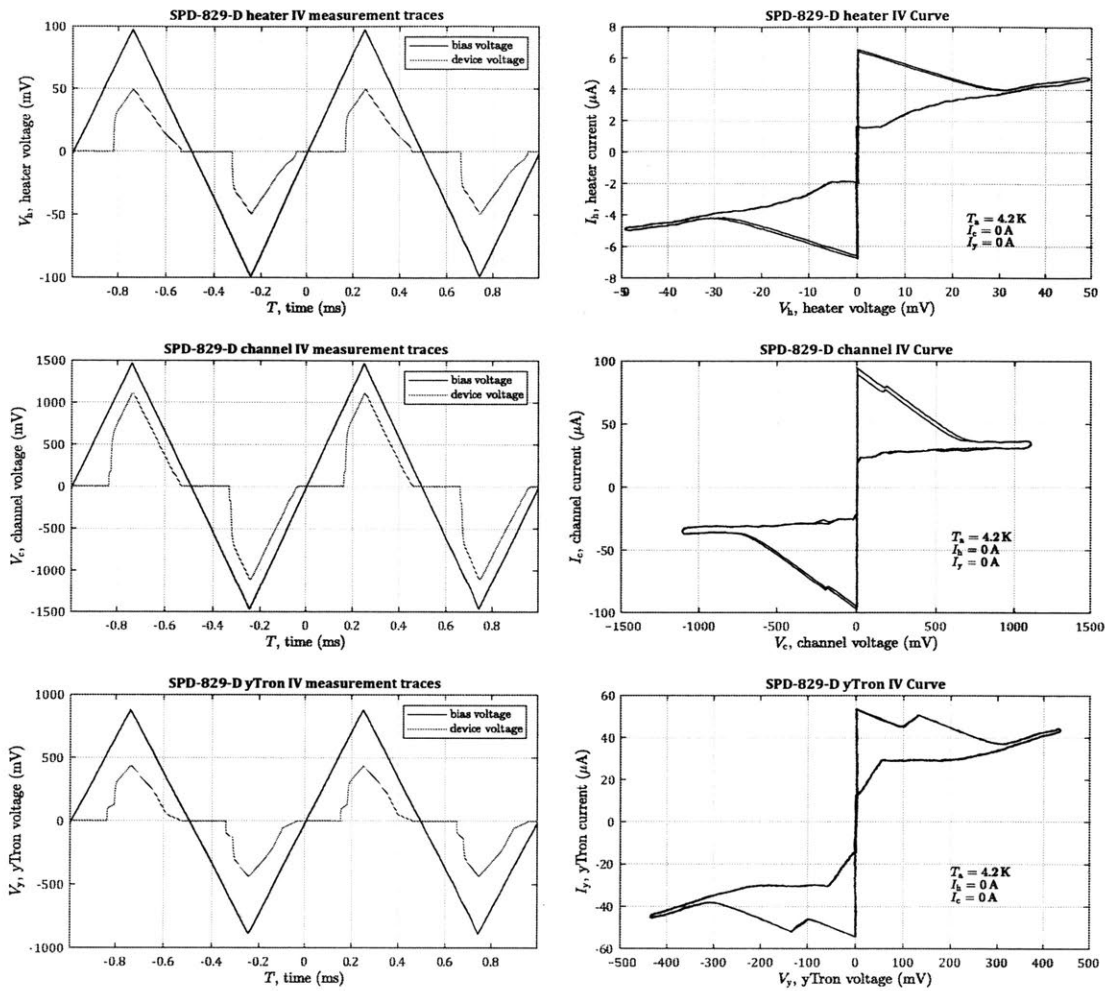 SPD-829-D heater IV measurement traces
100
50
0
-50
-100
V_h, heater voltage (mV)
bias voltage
device voltage
-0.8 -0.6 -0.4 -0.2 0 0.2 0.4 0.6 0.8
T, time (ms)
SPD-829-D heater IV Curve
8
6
4
2
0
-2
-4
-6
-8
I_h, heater current (μA)
T_a = 4.2 K
I_c = 0 A
I_y = 0 A
-40 -30 -20 -10 0 10 20 30 40 50
V_h, heater voltage (mV)
SPD-829-D channel IV measurement traces
1500
1000
500
0
-500
-1000
-1500
V_c, channel voltage (mV)
bias voltage
device voltage
-0.8 -0.6 -0.4 -0.2 0 0.2 0.4 0.6 0.8
T, time (ms)
SPD-829-D channel IV Curve
100
50
0
-50
-100
I_c, channel current (μA)
T_a = 4.2 K
I_h = 0 A
I_y = 0 A
-1500 -1000 -500 0 500 1000 1500
V_c, channel voltage (mV)
SPD-829-D yTron IV measurement traces
1000
500
0
-500
-1000
V_y, yTron voltage (mV)
bias voltage
device voltage
-0.8 -0.6 -0.4 -0.2 0 0.2 0.4 0.6 0.8
T, time (ms)
SPD-829-D yTron IV Curve
60
40
20
0
-20
-40
-60
I_y, yTron current (μA)
T_a = 4.2 K
I_h = 0 A
I_c = 0 A
-500 -400 -300 -200 -100 0 100 200 300 400 500
V_y, yTron voltage (mV)